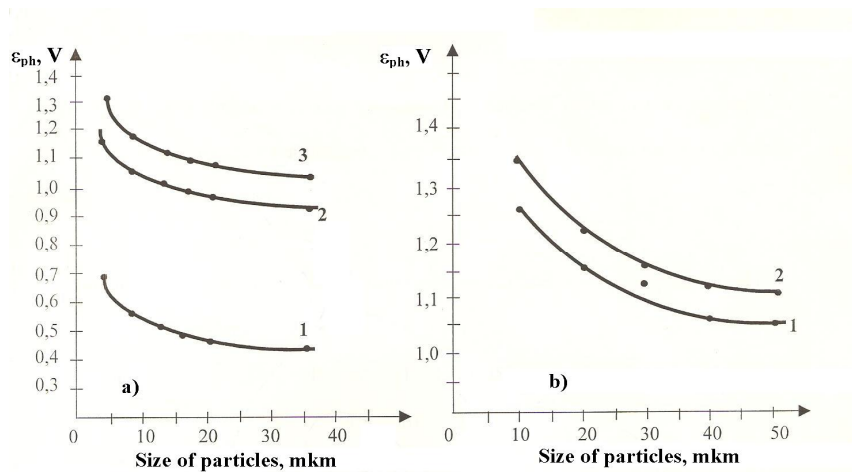 εph, V
1,4
1,3
1,2
1,1
1,0
0,9
0,8
0,7
0,6
0,5
0,4
0,3
3
2
1
a)
0 10 20 30 40
Size of particles, mkm
εph, V
1,4
1,3
1,2
1,1
1,0
2
1
b)
0 10 20 30 40 50
Size of particles, mkm